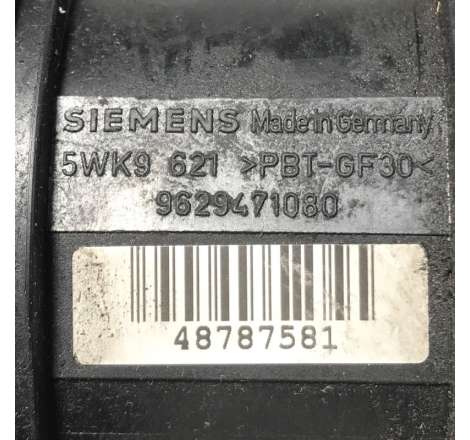 SIEMENS Made in Germany
5WK9 621 >PBT-GF30<
9629471080
48787581